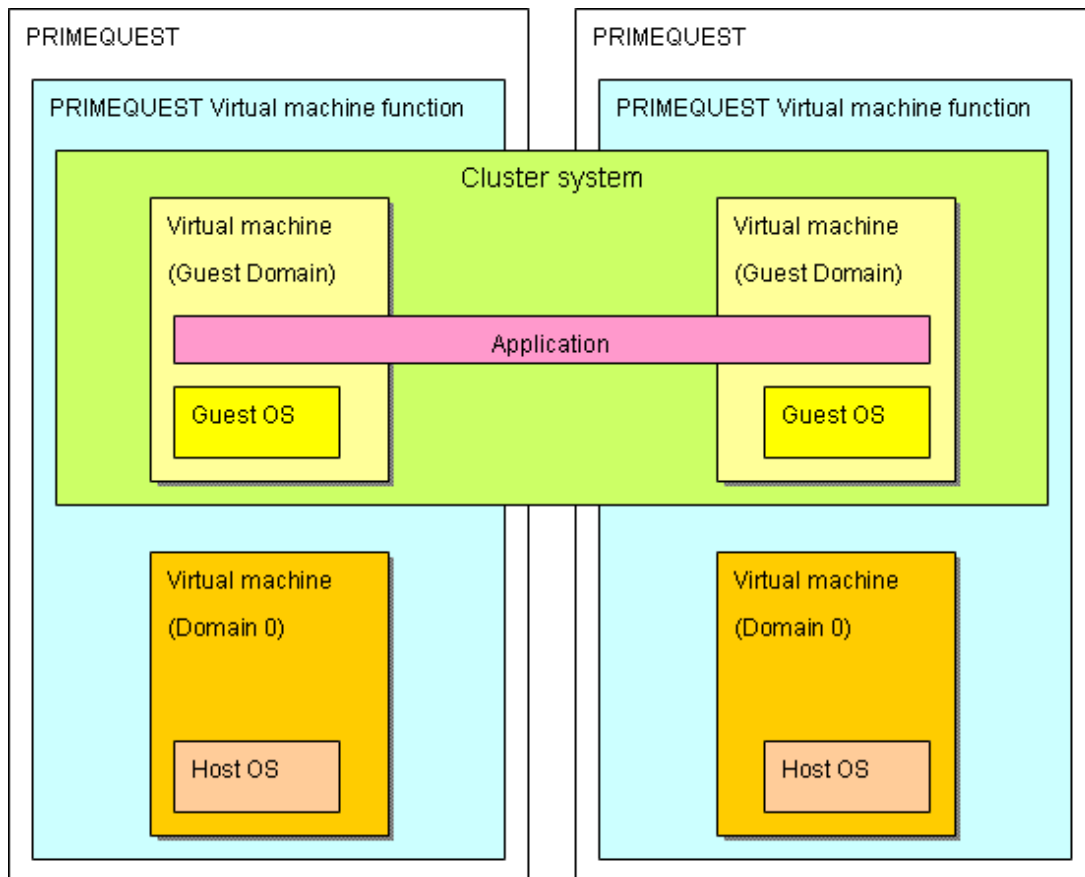 PRIMEQUEST
PRIMEQUEST
PRIMEQUEST Virtual machine function
PRIMEQUEST Virtual machine function
Cluster system
Virtual machine
(Guest Domain)
Virtual machine
(Guest Domain)
Application
Guest OS
Guest OS
Virtual machine
(Domain 0)
Virtual machine
(Domain 0)
Host OS
Host OS